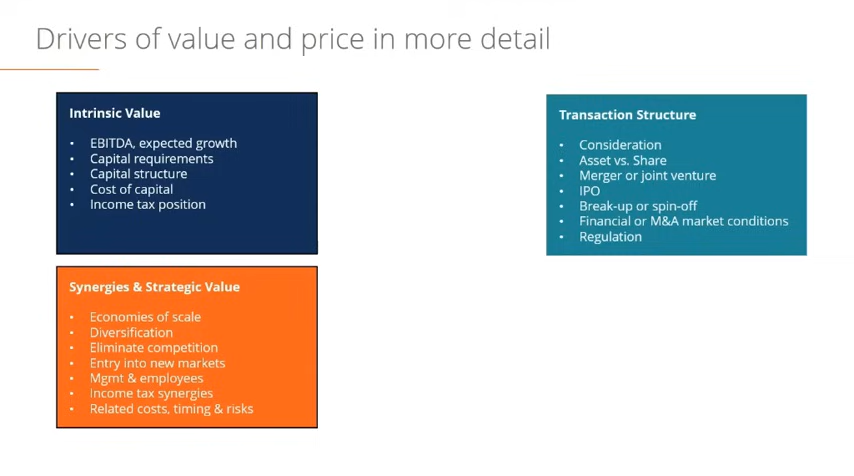 Drivers of value and price in more detail
Intrinsic Value
• EBITDA, expected growth
• Capital requirements
• Capital structure
• Cost of capital
• Income tax position
Synergies & Strategic Value
• Economies of scale
• Diversification
• Eliminate competition
• Entry into new markets
• Mgmt & employees
• Income tax synergies
• Related costs, timing & risks
Transaction Structure
• Consideration
• Asset vs. Share
• Merger or joint venture
• IPO
• Break-up or spin-off
• Financial or M&A market conditions
• Regulation